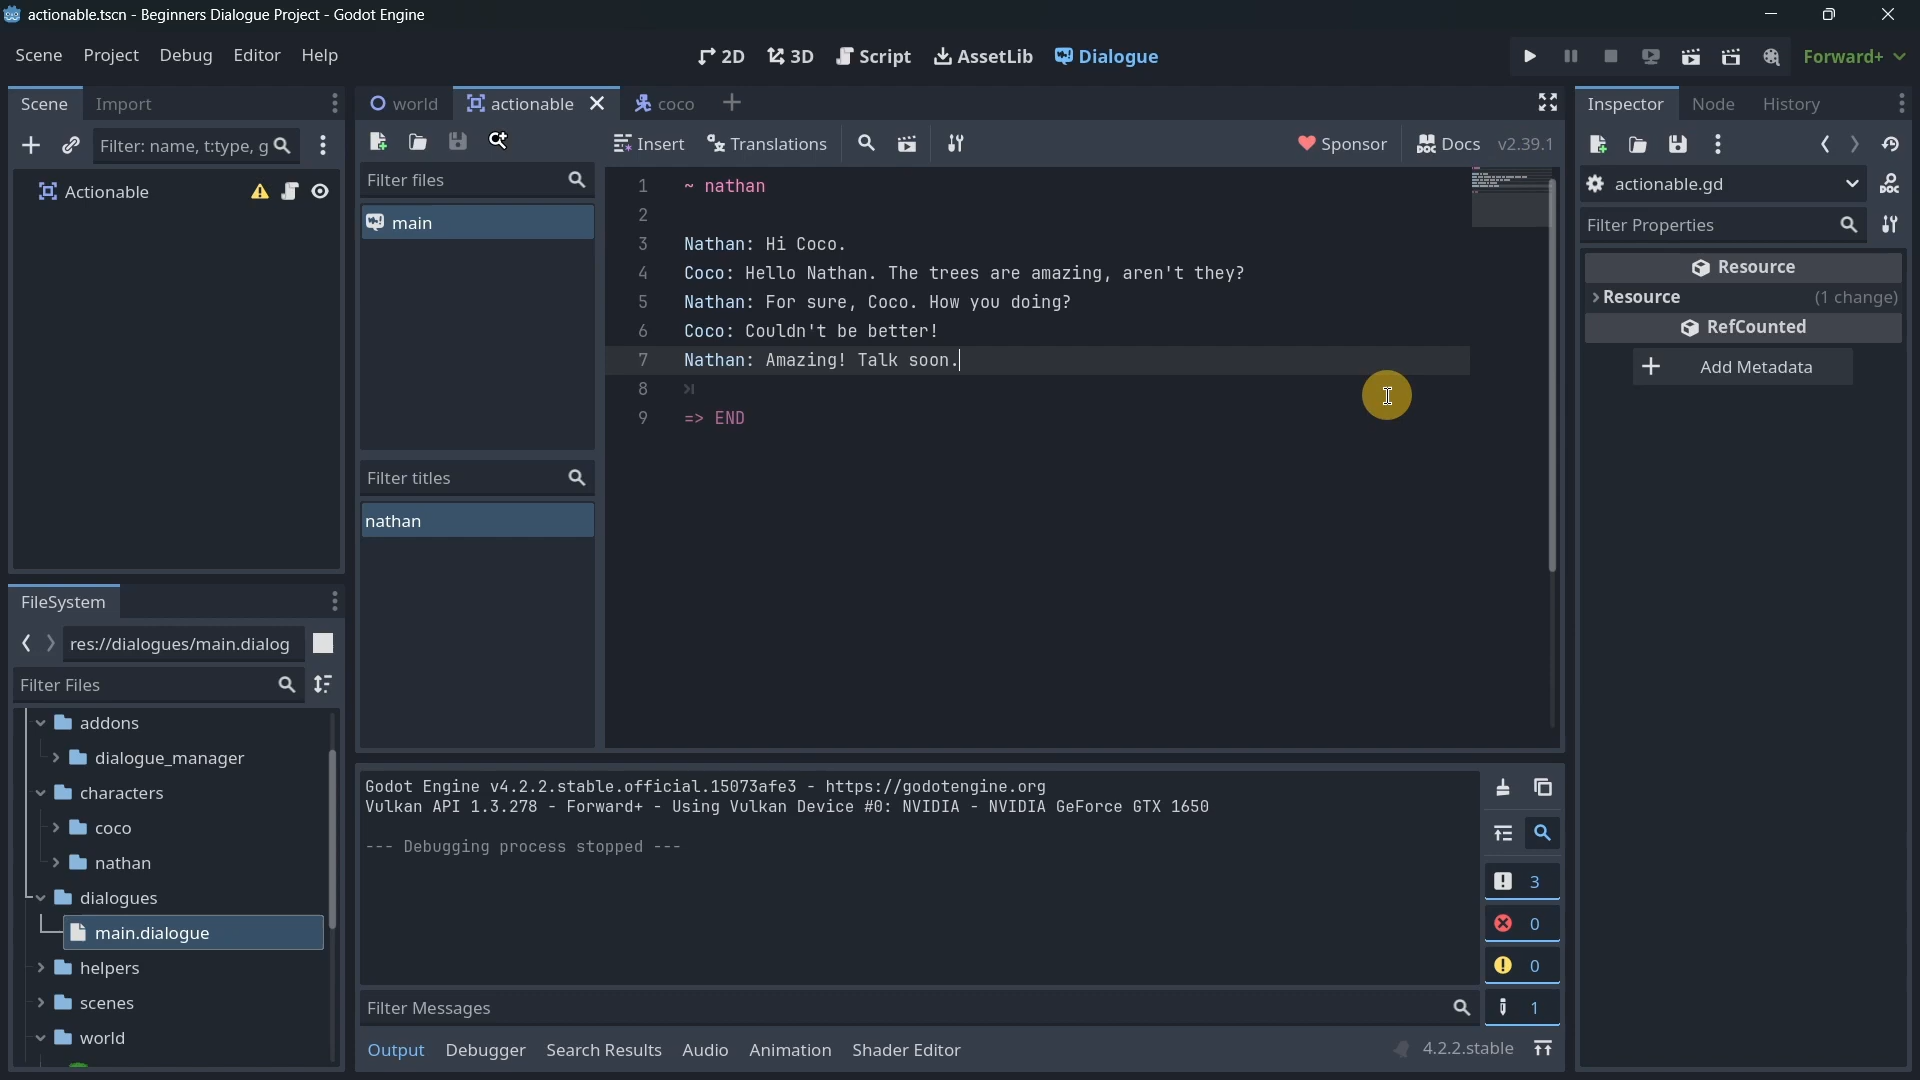 actionable.tscn - Beginners Dialogue Project - Godot Engine
Scene Project Debug Editor Help
2D 3D Script AssetLib Dialogue
Forward+
Scene Import
Filter: name, t:type, g
Actionable
FileSystem
res://dialogues/main.dialog
Filter Files
addons
dialogue_manager
characters
coco
nathan
dialogues
main.dialogue
helpers
scenes
world
world actionable coco
Insert Translations
Sponsor Docs v2.39.1
Filter files
main
Filter titles
nathan
1 ~ nathan
2
3 Nathan: Hi Coco.
4 Coco: Hello Nathan. The trees are amazing, aren't they?
5 Nathan: For sure, Coco. How you doing?
6 Coco: Couldn't be better!
7 Nathan: Amazing! Talk soon.
8
9 => END
Godot Engine v4.2.2.stable.official.15073afe3 - https://godotengine.org
Vulkan API 1.3.278 - Forward+ - Using Vulkan Device #0: NVIDIA - NVIDIA GeForce GTX 1650
--- Debugging process stopped ---
3
0
0
1
Filter Messages
Output Debugger Search Results Audio Animation Shader Editor
4.2.2.stable
Inspector Node History
actionable.gd
DOC
Filter Properties
Resource
Resource (1 change)
RefCounted
Add Metadata